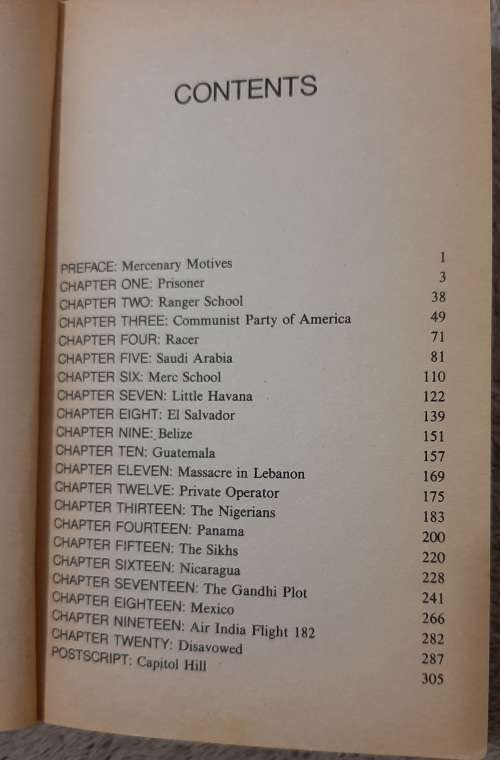 CONTENTS
PREFACE: Mercenary Motives 1
CHAPTER ONE: Prisoner 3
CHAPTER TWO: Ranger School 38
CHAPTER THREE: Communist Party of America 49
CHAPTER FOUR: Racer 71
CHAPTER FIVE: Saudi Arabia 81
CHAPTER SIX: Merc School 110
CHAPTER SEVEN: Little Havana 122
CHAPTER EIGHT: El Salvador 139
CHAPTER NINE: Belize 151
CHAPTER TEN: Guatemala 157
CHAPTER ELEVEN: Massacre in Lebanon 169
CHAPTER TWELVE: Private Operator 175
CHAPTER THIRTEEN: The Nigerians 183
CHAPTER FOURTEEN: Panama 200
CHAPTER FIFTEEN: The Sikhs 220
CHAPTER SIXTEEN: Nicaragua 228
CHAPTER SEVENTEEN: The Gandhi Plot 241
CHAPTER EIGHTEEN: Mexico 266
CHAPTER NINETEEN: Air India Flight 182 282
CHAPTER TWENTY: Disavowed 287
POSTSCRIPT: Capitol Hill 305